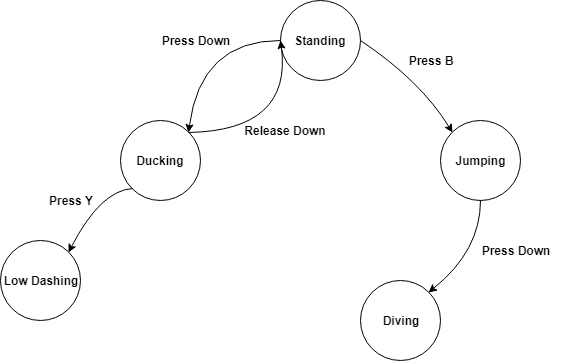 Standing
Press Down
Press B
Release Down
Ducking
Jumping
Press Y
Press Down
Low Dashing
Diving